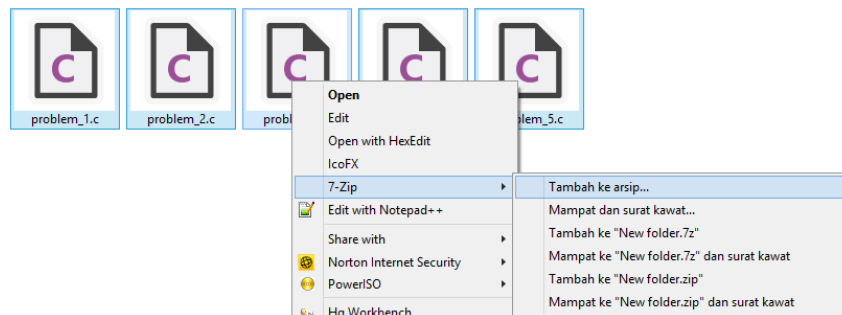 problem_1.c
problem_2.c
probl
lem_5.c
Open
Edit
Open with HexEdit
IcoFX
7-Zip
Edit with Notepad++
Share with
Norton Internet Security
PowerISO
Hg Workbench
Tambah ke arsip...
Mampat dan surat kawat...
Tambah ke "New folder.7z"
Mampat ke "New folder.7z" dan surat kawat
Tambah ke "New folder.zip"
Mampat ke "New folder.zip" dan surat kawat